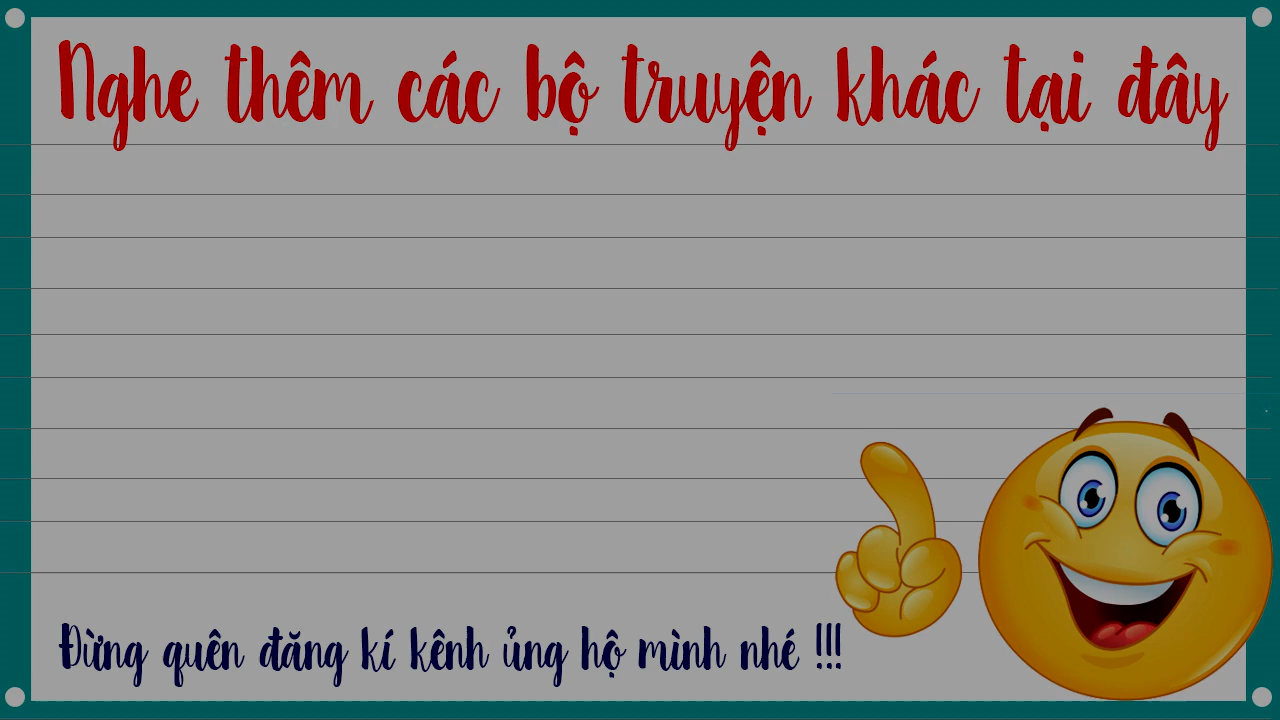 Nghe thêm các bộ truyện khác tại đây
Đừng quên đăng kí kênh ủng hộ mình nhé !!!